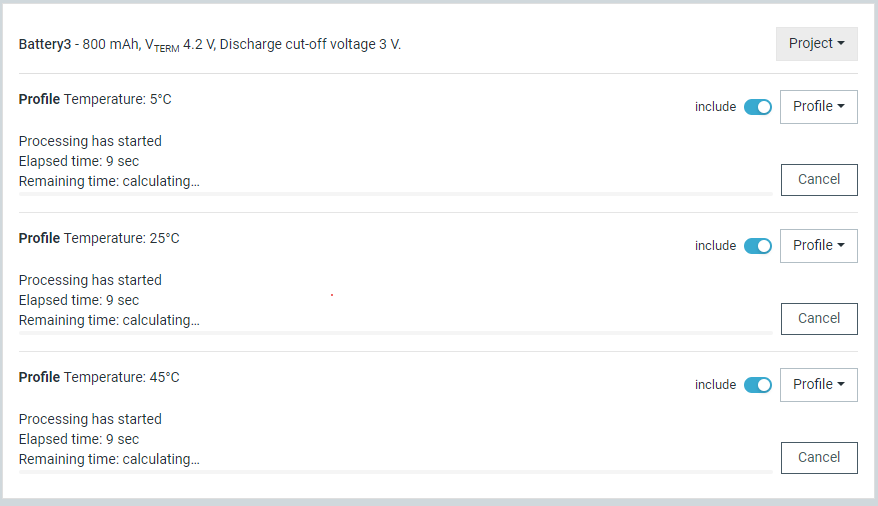 Battery3 - 800 mAh, VTERM 4.2 V, Discharge cut-off voltage 3 V.
Project
Profile Temperature: 5°C
include
Profile
Processing has started
Elapsed time: 9 sec
Remaining time: calculating...
Cancel
Profile Temperature: 25°C
include
Profile
Processing has started
Elapsed time: 9 sec
Remaining time: calculating...
Cancel
Profile Temperature: 45°C
include
Profile
Processing has started
Elapsed time: 9 sec
Remaining time: calculating...
Cancel